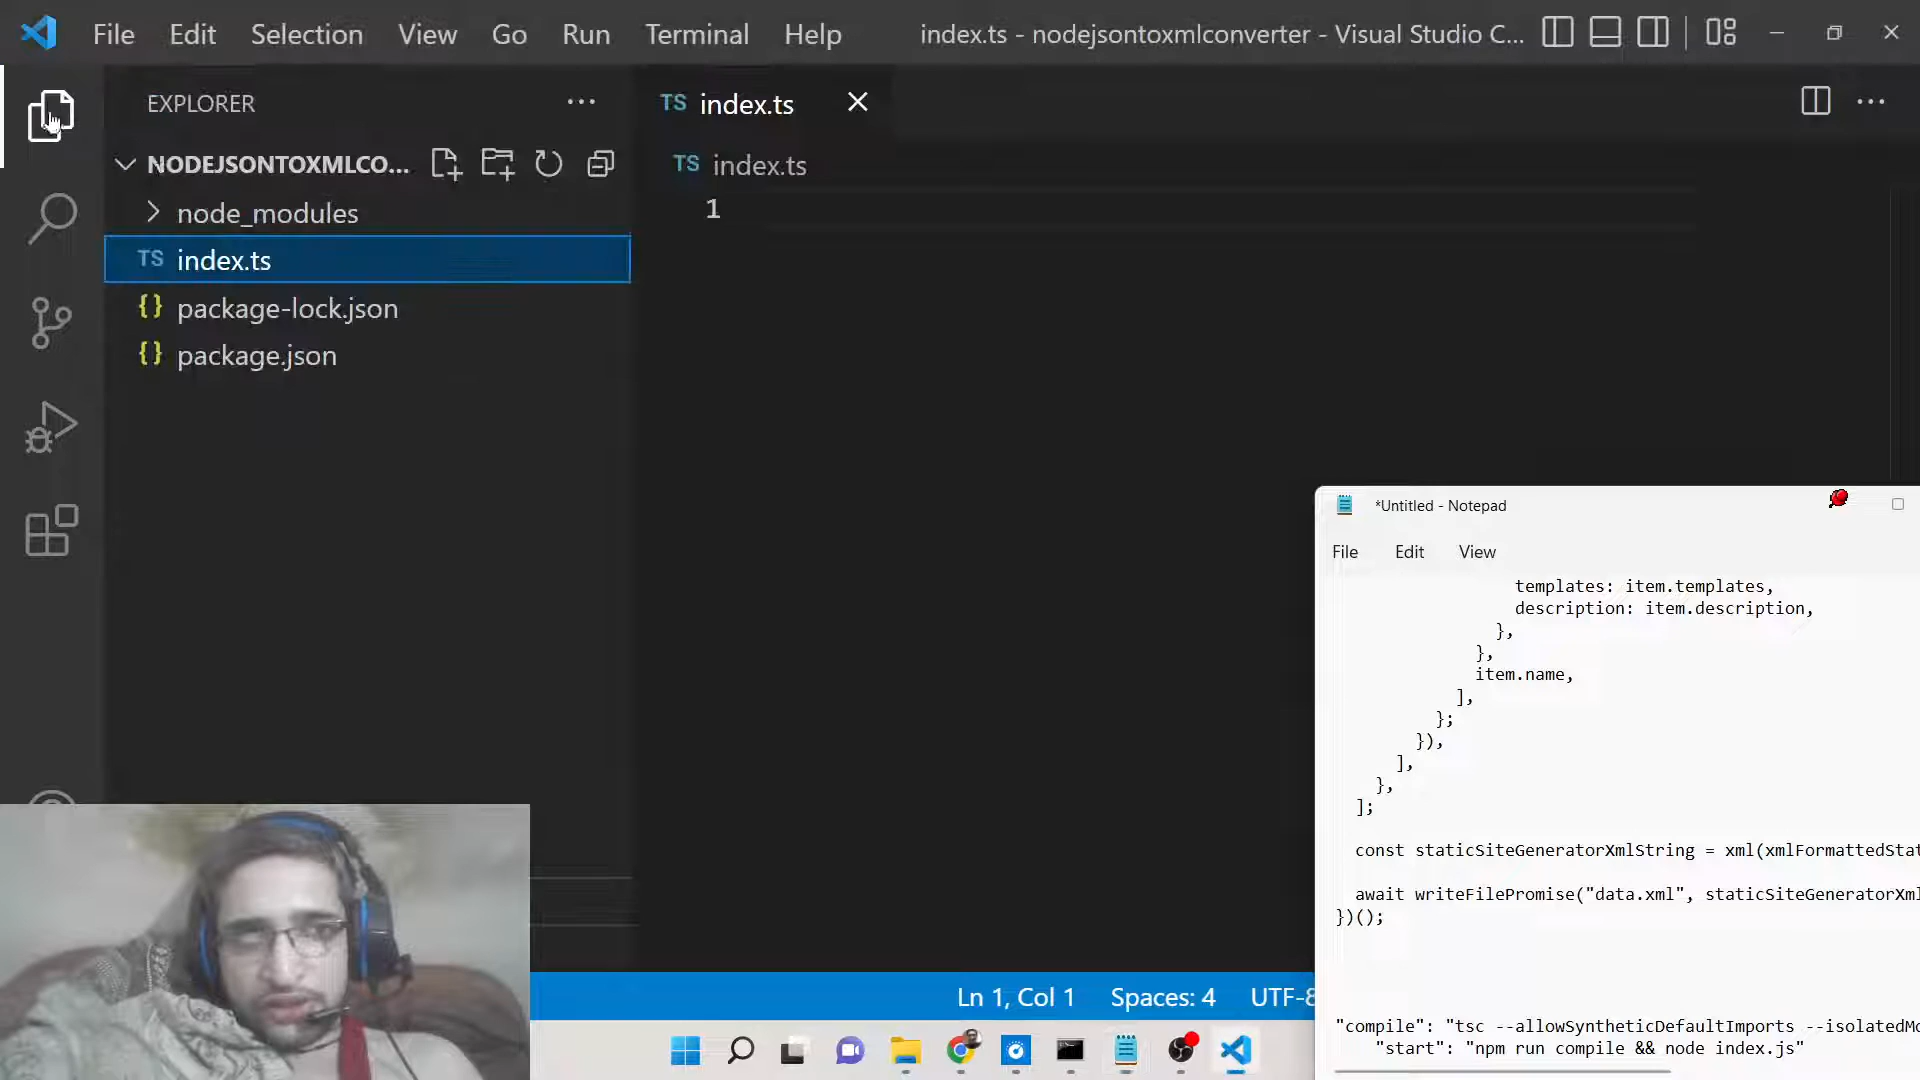 File Edit Selection View Go Run Terminal Help index.ts - nodejsontoxmlconverter - Visual Studio C...
EXPLORER
NODEJSONTOXMLCO...
node_modules
TS index.ts
{} package-lock.json
{} package.json
TS index.ts
TS index.ts
1
*Untitled - Notepad
File Edit View
templates: item.templates,
description: item.description,
},
},
item.name,
],
};
}),
],
},
];
const staticSiteGeneratorXmlString = xml(xmlFormattedStat
await writeFilePromise("data.xml", staticSiteGeneratorXml
})();
"compile": "tsc --allowSyntheticDefaultImports --isolatedMo
"start": "npm run compile && node index.js"
Ln 1, Col 1 Spaces: 4 UTF-8